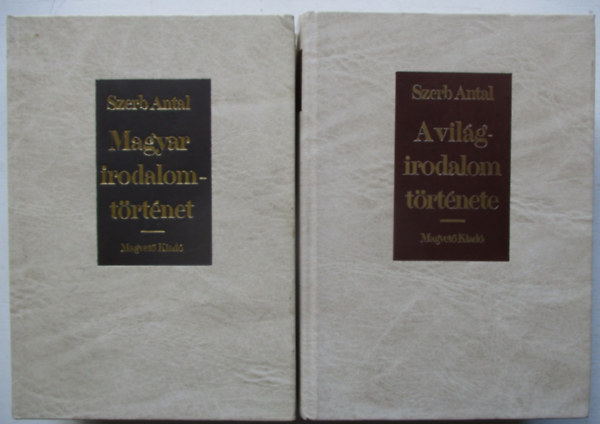 Szerb Antal
Magyar
irodalom-
történet
Magvető Kiadó
Szerb Antal
A világ-
irodalom
története
Magvető Kiadó